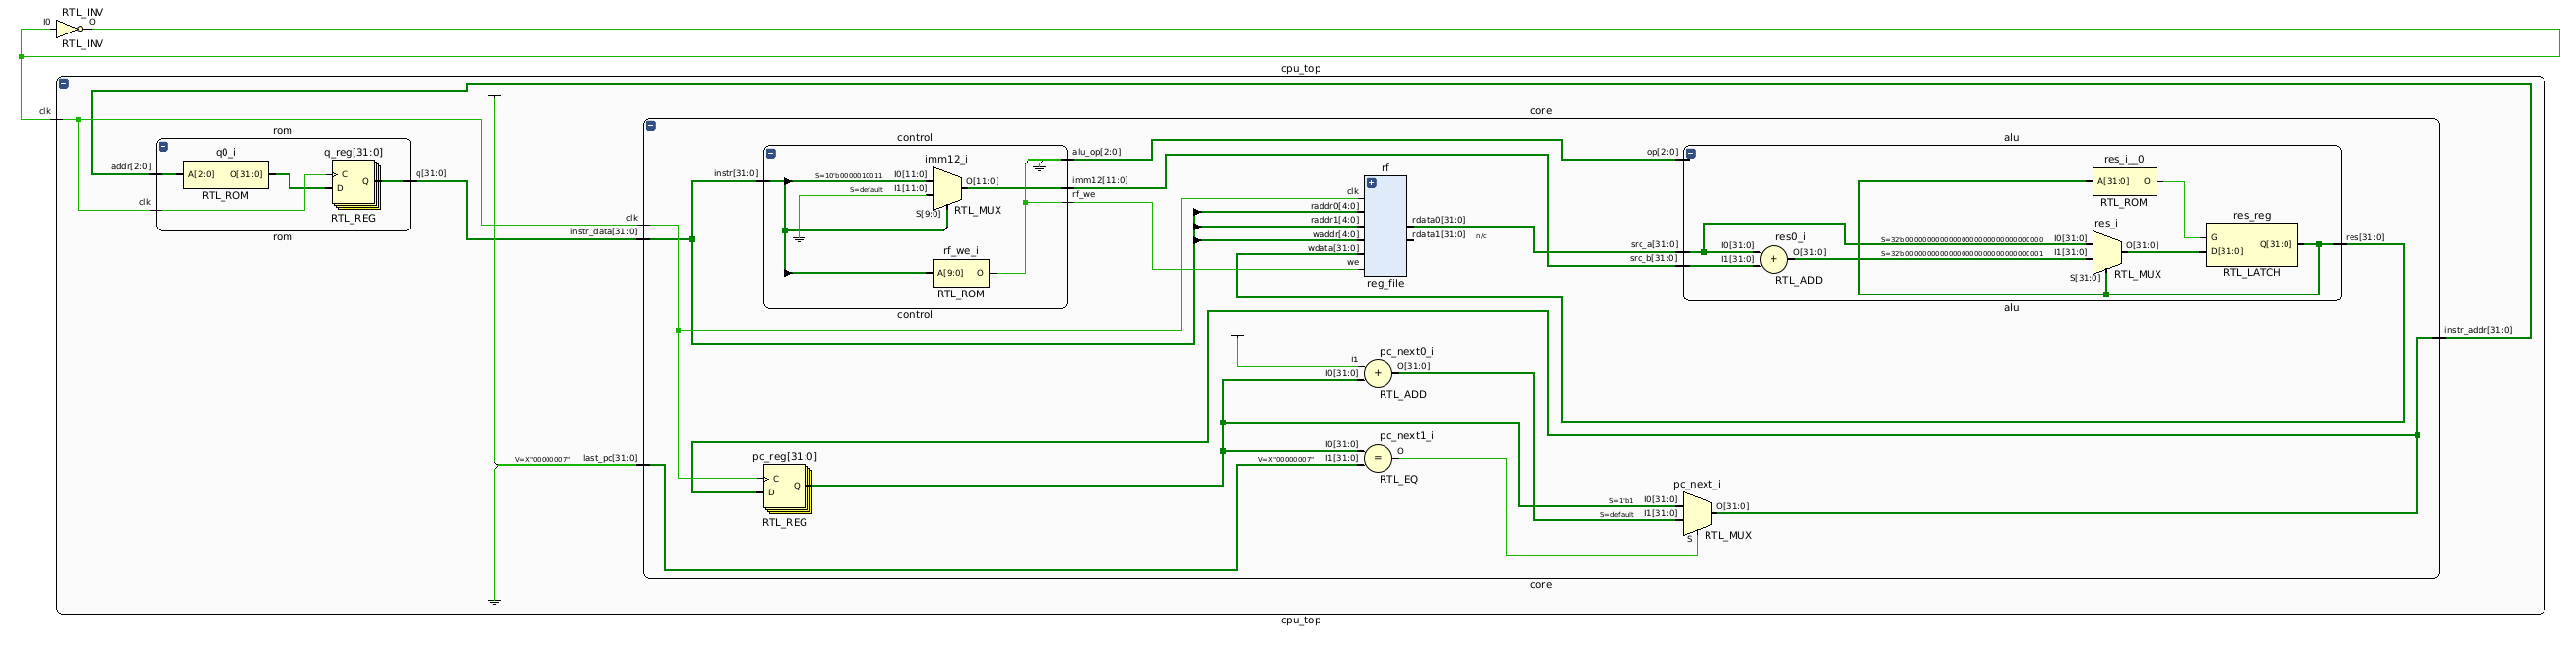 RTL_INV
I0
O
RTL_INV
cpu_top
clk
rom
addr[2:0]
q0_i
A[2:0]
O[31:0]
RTL_ROM
q_reg[31:0]
C
D
Q
RTL_REG
q[31:0]
clk
rom
core
control
clk
instr_data[31:0]
instr[31:0]
imm12_i
S=10'b0000010011
I0[11:0]
S=default
I1[11:0]
O[11:0]
S[9:0]
RTL_MUX
rf_we_i
A[9:0]
O
RTL_ROM
control
alu_op[2:0]
imm12[11:0]
rf_we
rf
clk
raddr0[4:0]
raddr1[4:0]
waddr[4:0]
wdata[31:0]
we
rdata0[31:0]
rdata1[31:0]
n/c
reg_file
alu
op[2:0]
src_a[31:0]
src_b[31:0]
res0_i
I0[31:0]
I1[31:0]
+
O[31:0]
RTL_ADD
res_i__0
A[31:0]
O
RTL_ROM
res_i
S=32'b00000000000000000000000000000000
I0[31:0]
S=32'b00000000000000000000000000000001
I1[31:0]
O[31:0]
S[31:0]
RTL_MUX
res_reg
G
D[31:0]
Q[31:0]
RTL_LATCH
res[31:0]
alu
instr_addr[31:0]
pc_next0_i
I1
I0[31:0]
+
O[31:0]
RTL_ADD
pc_next1_i
I0[31:0]
V=X"00000007"
I1[31:0]
=
O
RTL_EQ
V=X"00000007"
last_pc[31:0]
pc_reg[31:0]
C
D
Q
RTL_REG
pc_next_i
S=1'b1
I0[31:0]
S=default
I1[31:0]
O[31:0]
S
RTL_MUX
core
cpu_top